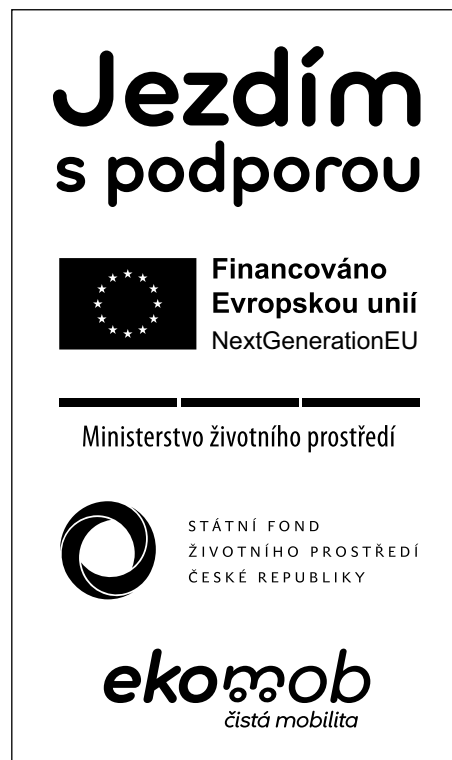 Jezdím
s podporou
Financováno
Evropskou unií
NextGenerationEU
Ministerstvo životního prostředí
STÁTNÍ FOND
ŽIVOTNÍHO PROSTŘEDÍ
ČESKÉ REPUBLIKY
ekomob
čistá mobilita